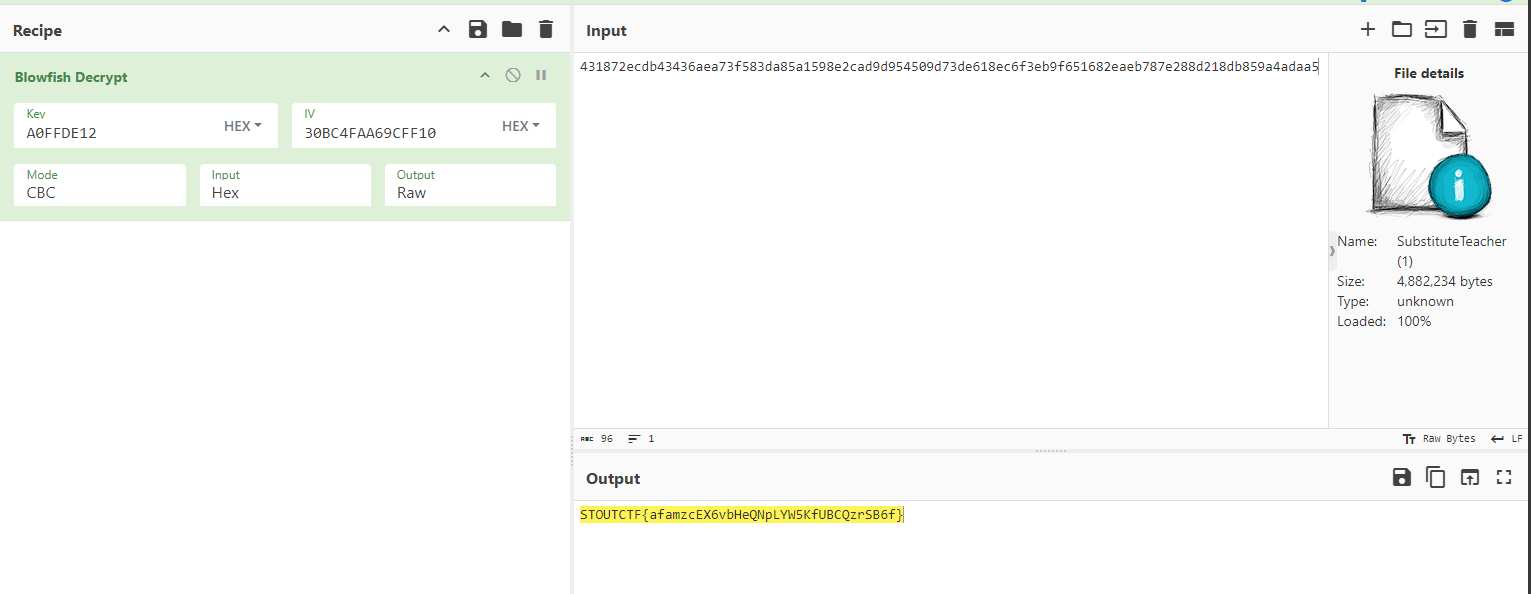 Recipe
Input
Blowfish Decrypt
Key
A0FFDE12
HEX
IV
30BC4FAA69CFF10
HEX
Mode
CBC
Input
Hex
Output
Raw
431872ecdb43436aea73f583da85a1598e2cad9d954509d73de618ec6f3eb9f651682eaeb787e288d218db859a4adaa5
File details
Name: SubstituteTeacher
(1)
Size: 4,882,234 bytes
Type: unknown
Loaded: 100%
ABC 96 1
Tт Raw Bytes LF
Output
STOUTCTF{afamzcEX6vbHeQNpLYW5KfUBCQzrSB6f}